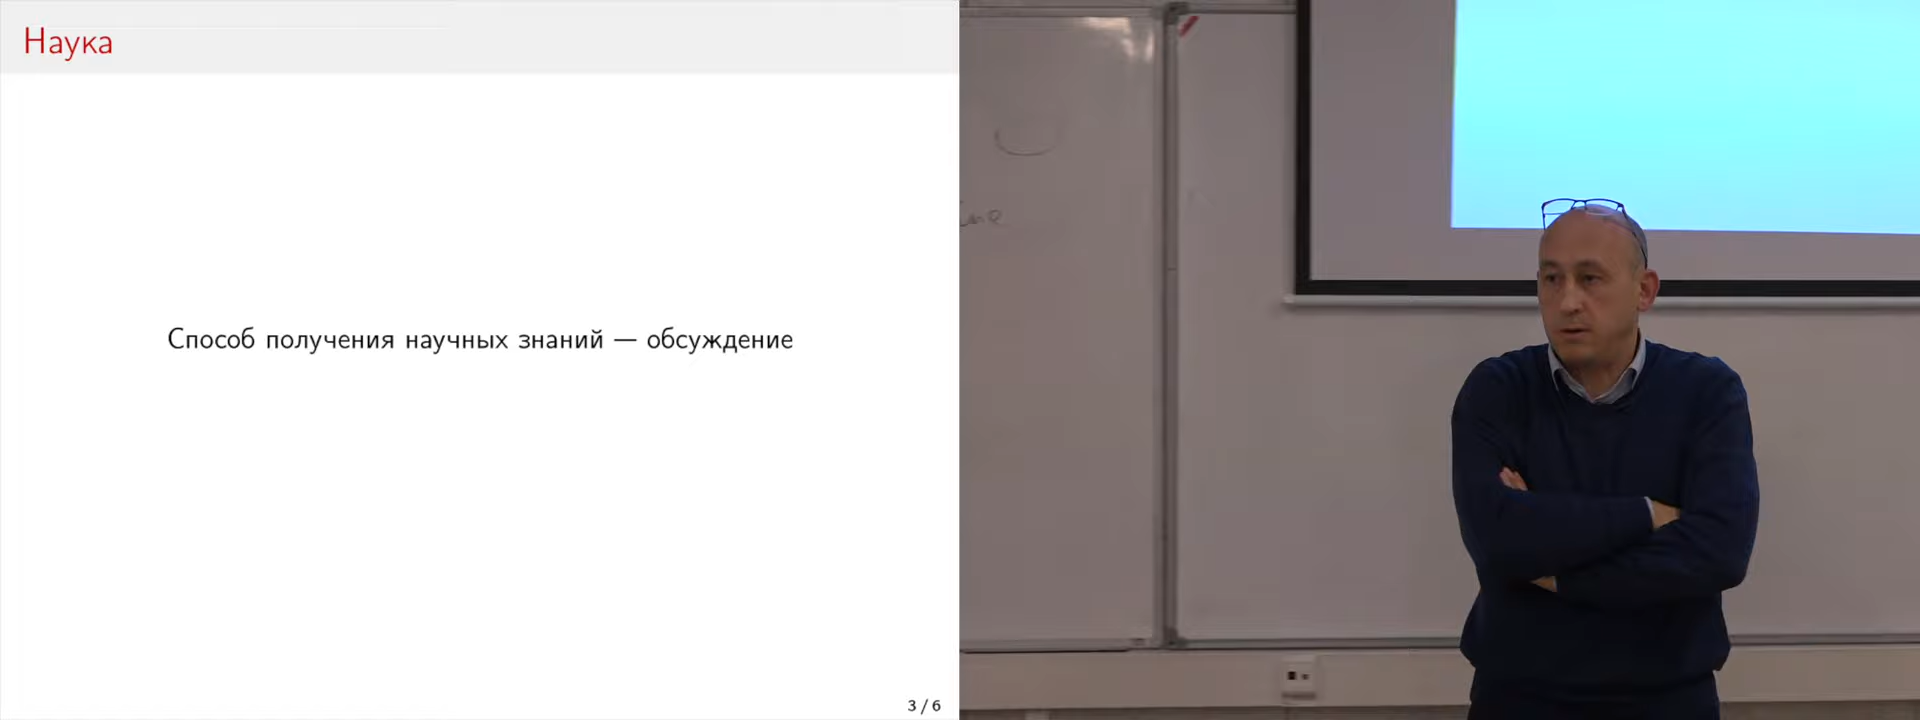 Наука
Способ получения научных знаний — обсуждение
3 / 6